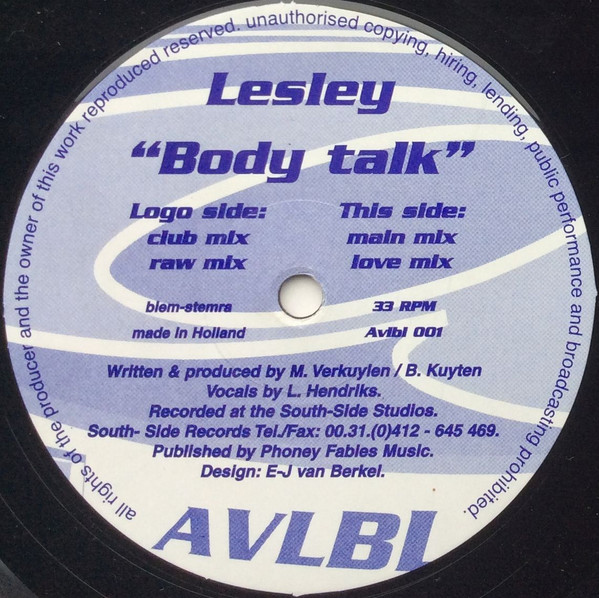 all rights of the producer and the owner of this work reproduced reserved. unauthorised copying, hiring, lending, public performance and broadcasting prohibited.
Lesley
“Body talk”
Logo side: This side:
club mix main mix
raw mix love mix
blem-stemra 33 RPM
made in Holland Avlbl 001
Written & produced by M. Verkuylen / B. Kuyten
Vocals by L. Hendriks.
Recorded at the South-Side Studios.
South- Side Records Tel./Fax: 00.31.(0)412 - 645 469.
Published by Phoney Fables Music.
Design: E-J van Berkel.
AVLBL